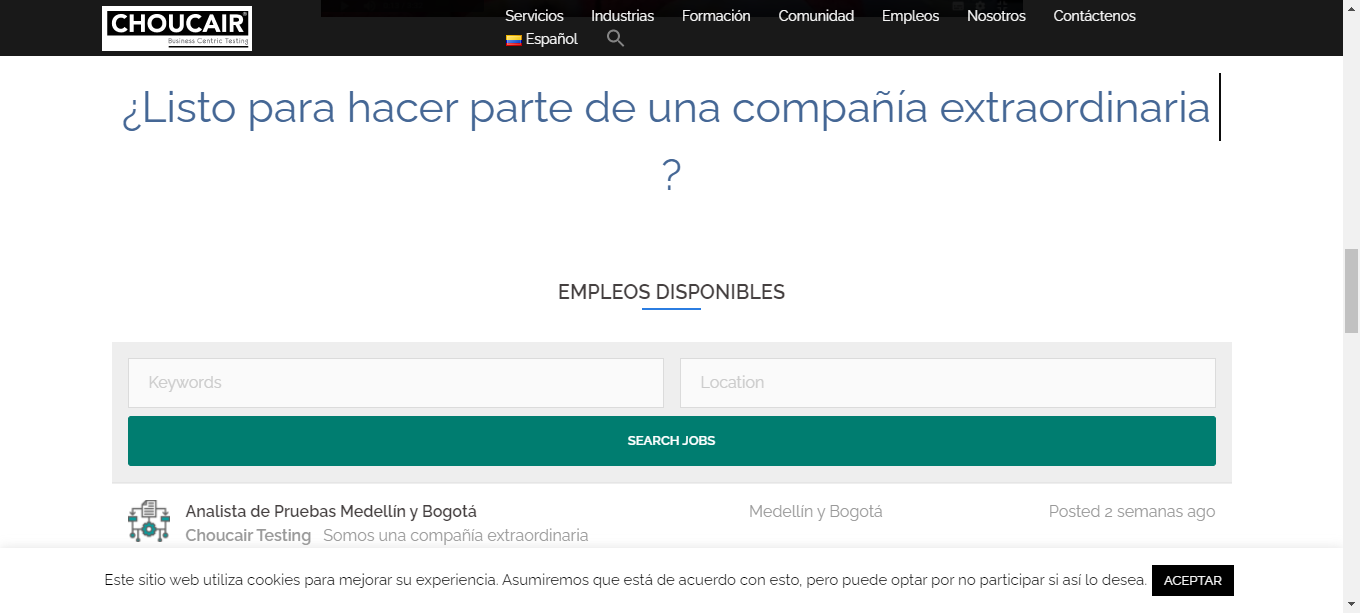 CHOUCAIR
Business Centric Testing
Servicios Industrias Formación Comunidad Empleos Nosotros Contáctenos
Español
¿Listo para hacer parte de una compañía extraordinaria
?
EMPLEOS DISPONIBLES
Keywords Location
SEARCH JOBS
Analista de Pruebas Medellín y Bogotá Medellín y Bogotá Posted 2 semanas ago
Choucair Testing Somos una compañía extraordinaria
Este sitio web utiliza cookies para mejorar su experiencia. Asumiremos que está de acuerdo con esto, pero puede optar por no participar si así lo desea. ACEPTAR